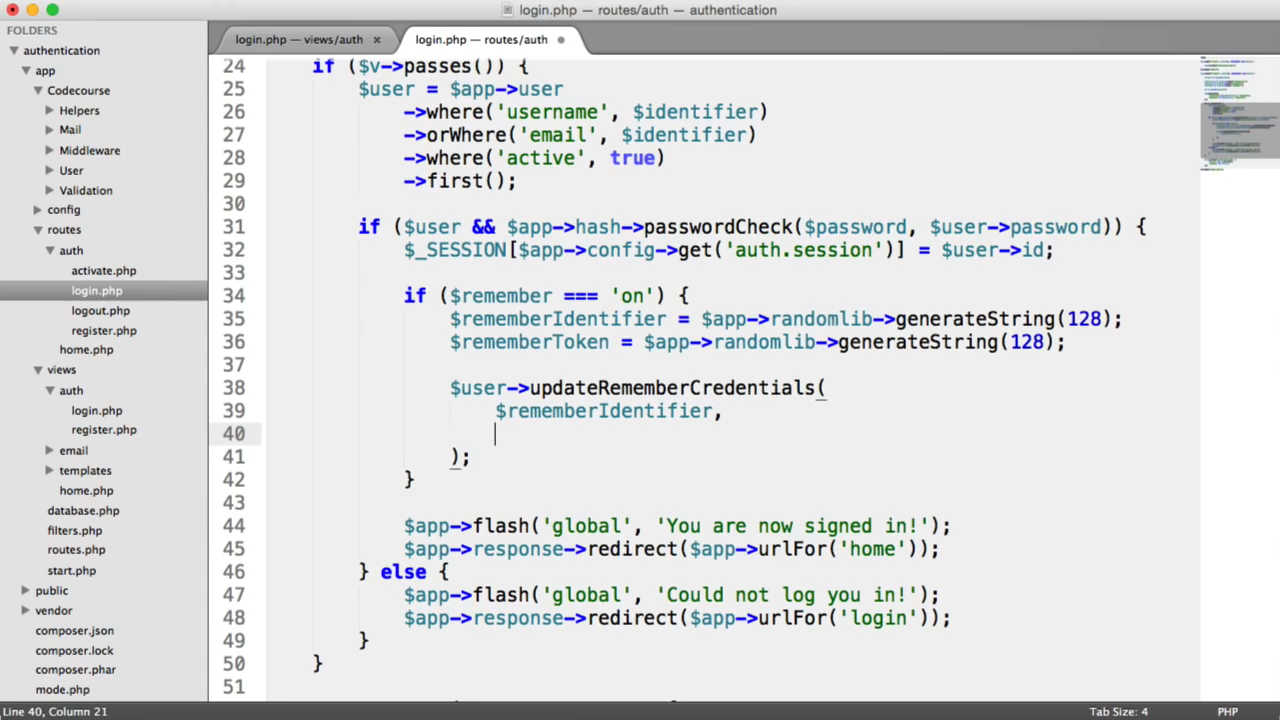 login.php — routes/auth — authentication
FOLDERS
authentication
app
Codecourse
Helpers
Mail
Middleware
User
Validation
config
routes
auth
activate.php
login.php
logout.php
register.php
home.php
views
auth
login.php
register.php
email
templates
home.php
database.php
filters.php
routes.php
start.php
public
vendor
composer.json
composer.lock
composer.phar
mode.php
login.php — views/auth ×
login.php — routes/auth
24 if ($v->passes()) {
25 $user = $app->user
26 ->where('username', $identifier)
27 ->orWhere('email', $identifier)
28 ->where('active', true)
29 ->first();
30
31 if ($user && $app->hash->passwordCheck($password, $user->password)) {
32 $_SESSION[$app->config->get('auth.session')] = $user->id;
33
34 if ($remember === 'on') {
35 $rememberIdentifier = $app->randomlib->generateString(128);
36 $rememberToken = $app->randomlib->generateString(128);
37
38 $user->updateRememberCredentials(
39 $rememberIdentifier,
40
41 );
42 }
43
44 $app->flash('global', 'You are now signed in!');
45 $app->response->redirect($app->urlFor('home'));
46 } else {
47 $app->flash('global', 'Could not log you in!');
48 $app->response->redirect($app->urlFor('login'));
49 }
50 }
51
Line 40, Column 21
Tab Size: 4
PHP